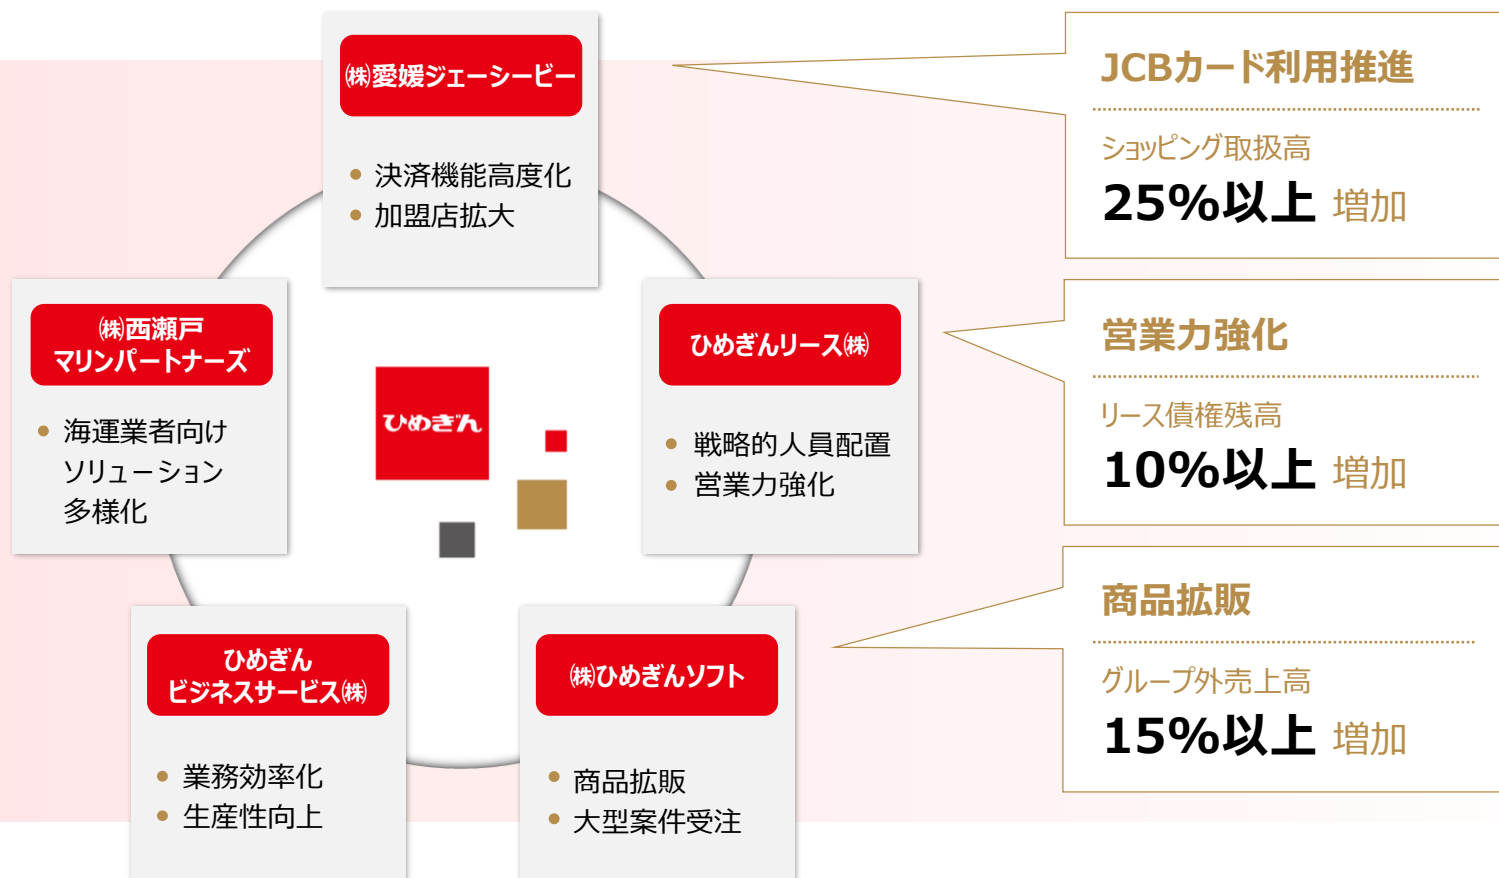 ㈱愛媛ジェーシービー
• 決済機能高度化
• 加盟店拡大
㈱西瀬戸
マリンパートナーズ
• 海運業者向け
ソリューション
多様化
ひめぎん
ひめぎんリース㈱
• 戦略的人員配置
• 営業力強化
ひめぎん
ビジネスサービス㈱
• 業務効率化
• 生産性向上
㈱ひめぎんソフト
• 商品拡販
• 大型案件受注
JCBカード利用推進
ショッピング取扱高
25%以上 増加
営業力強化
リース債権残高
10%以上 増加
商品拡販
グループ外売上高
15%以上 増加